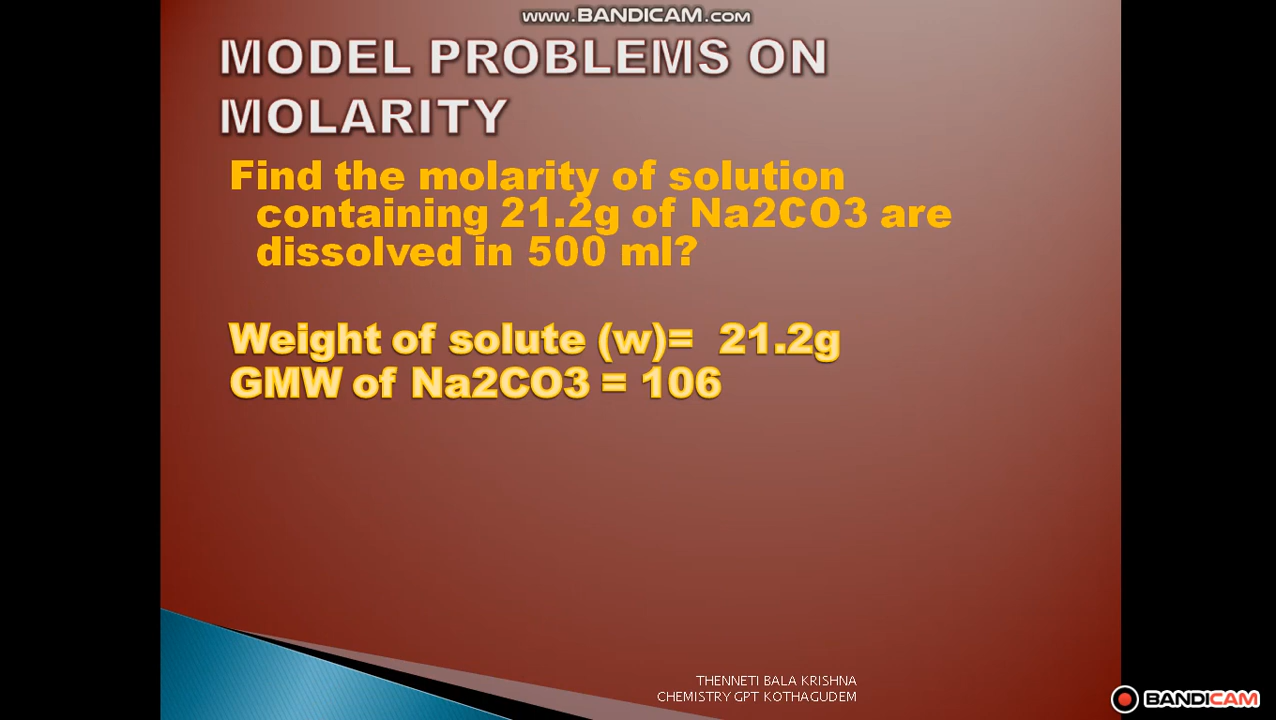 www.BANDICAM.com
MODEL PROBLEMS ON
MOLARITY
Find the molarity of solution
containing 21.2g of Na2CO3 are
dissolved in 500 ml?
Weight of solute (w)= 21.2g
GMW of Na2CO3 = 106
THENNETI BALA KRISHNA
CHEMISTRY GPT KOTHAGUDEM
BANDICAM